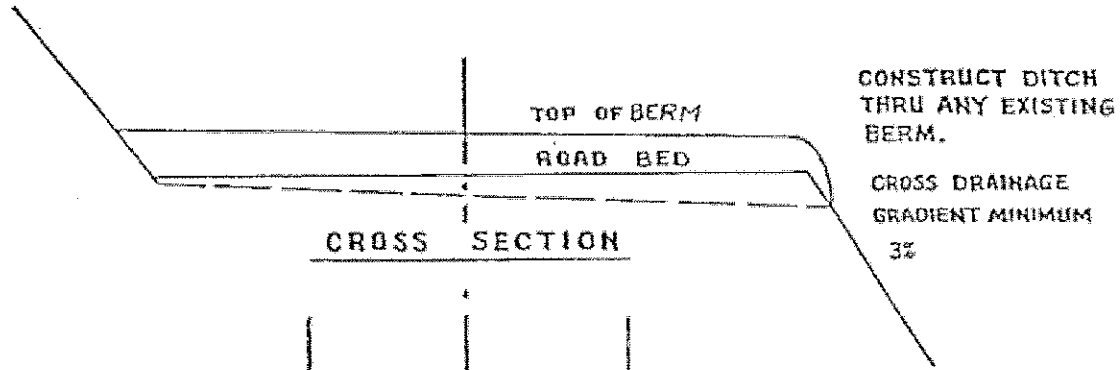 TOP OF BERM
ROAD BED
CROSS SECTION
CONSTRUCT DITCH
THRU ANY EXISTING
BERM.
CROSS DRAINAGE
GRADIENT MINIMUM
3%